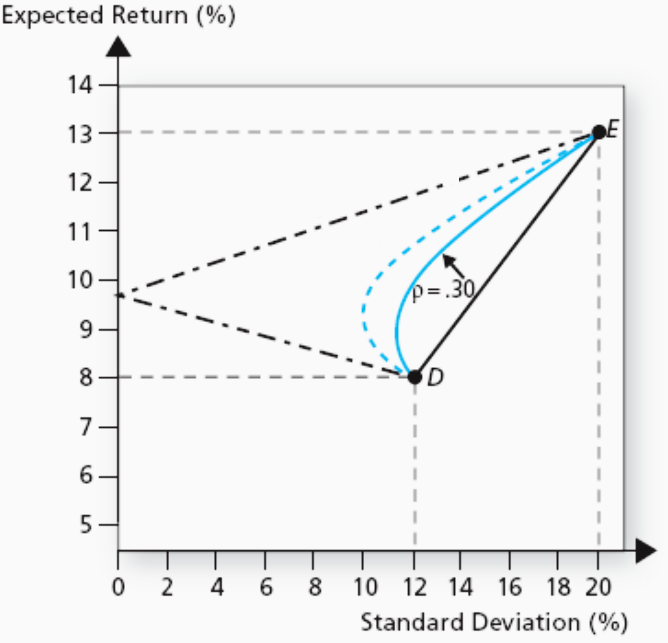 Expected Return (%)
14
13
E
12
11
10
ρ = .30
9
8
D
7
6
5
0 2 4 6 8 10 12 14 16 18 20
Standard Deviation (%)